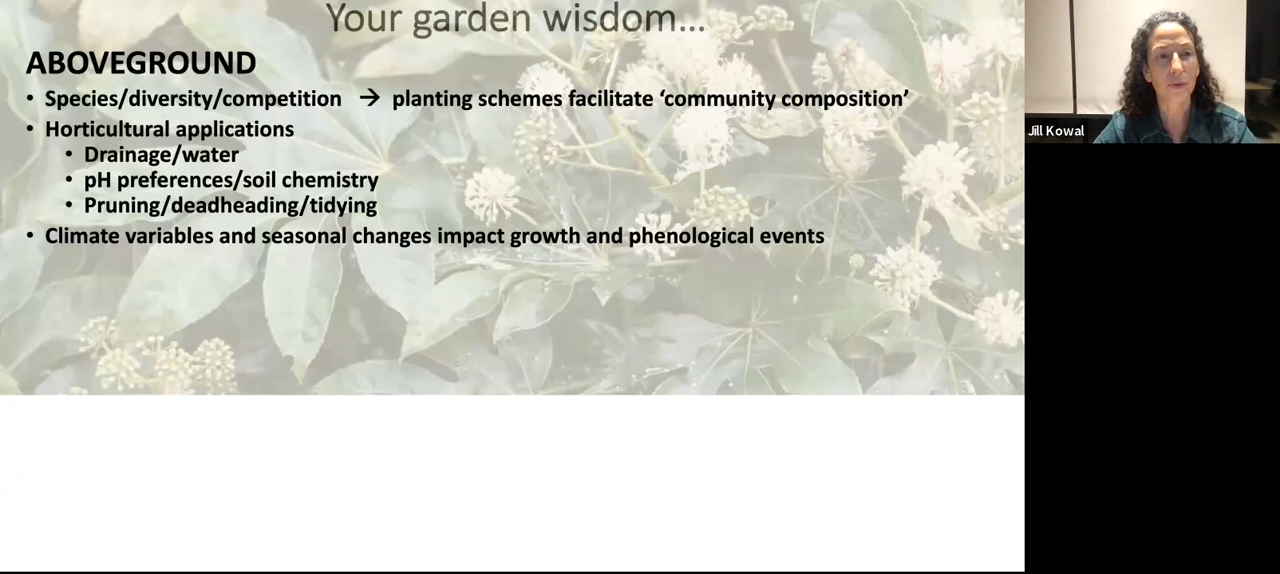 Your garden wisdom...
ABOVEGROUND
• Species/diversity/competition → planting schemes facilitate ‘community composition’
• Horticultural applications
• Drainage/water
• pH preferences/soil chemistry
• Pruning/deadheading/tidying
• Climate variables and seasonal changes impact growth and phenological events
Jill Kowal